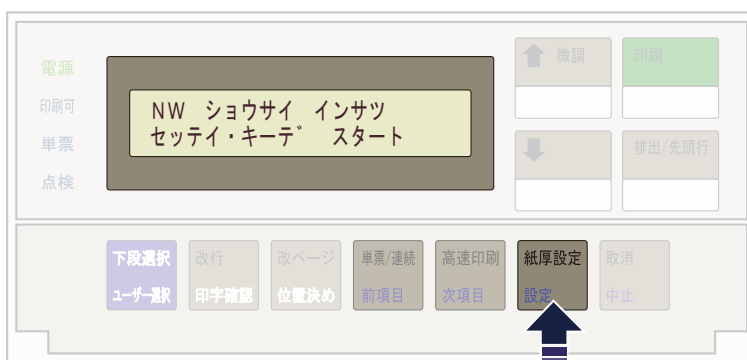 電源
印刷可
単票
点検
NW ショウサイ インサツ
セッテイ・キーデ゛ スタート
微調
印刷
排出/先頭行
下段選択
ユーザー選択
改行
印字確認
改ページ
位置決め
単票/連続
前項目
高速印刷
次項目
紙厚設定
設定
取消
中止